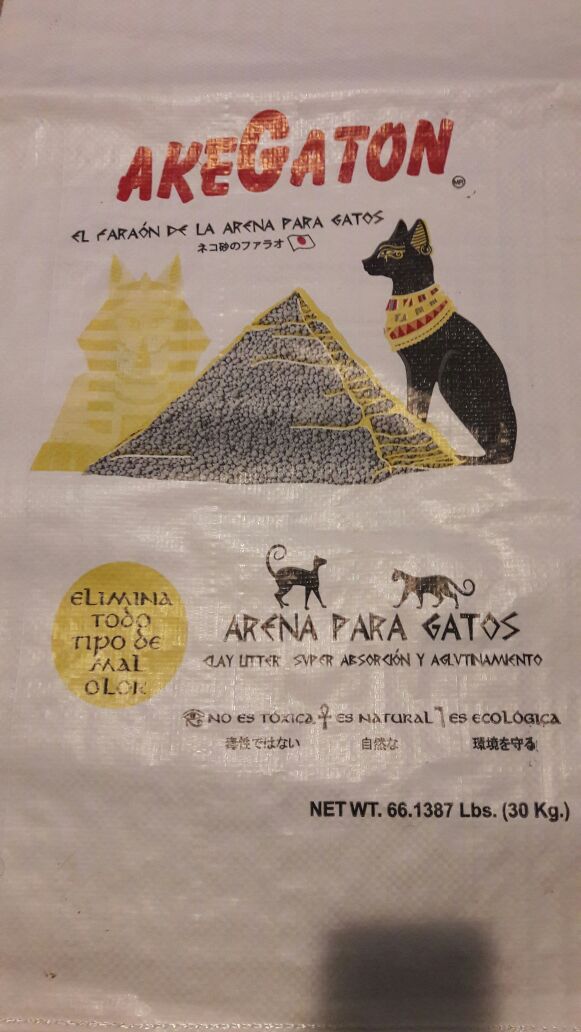 AKEGATON
MR
EL FARAÓN DE LA ARENA PARA GATOS
ネコ砂のファラオ
ELIMINA
TODO
TIPO DE
MAL
OLOR
ARENA PARA GATOS
CLAY LITTER SUPER ABSORCIÓN Y AGLUTINAMIENTO
NO ES TÓXICA ES NATURAL ES ECOLÓGICA
毒性ではない 自然な 環境を守る
NET WT. 66.1387 Lbs. (30 Kg.)